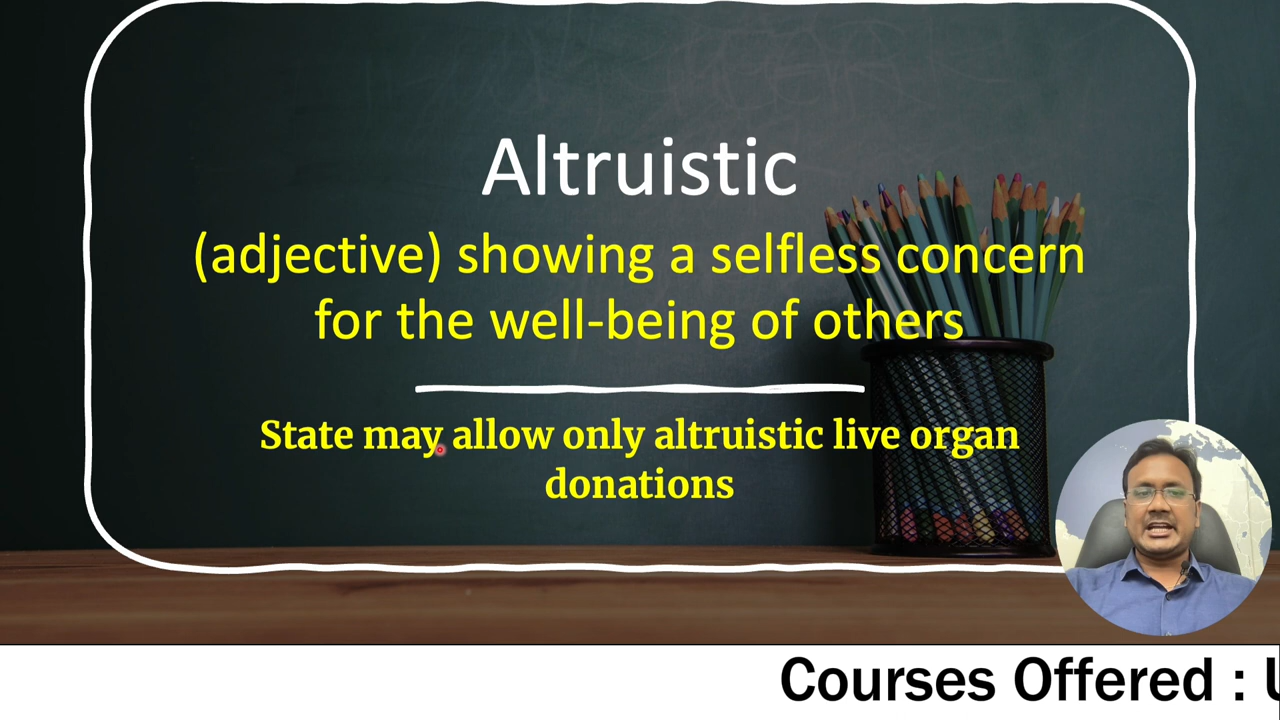 Altruistic
(adjective) showing a selfless concern
for the well-being of others
State may allow only altruistic live organ
donations
Courses Offered :